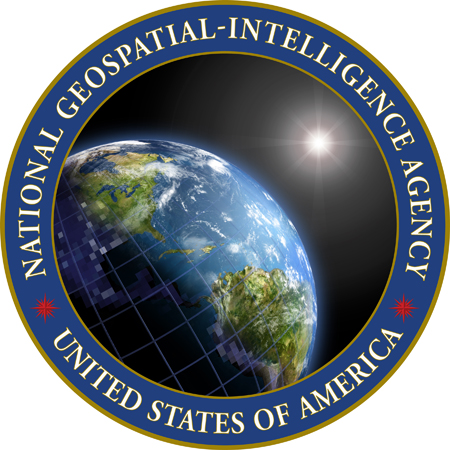 NATIONAL GEOSPATIAL-INTELLIGENCE AGENCY
UNITED STATES OF AMERICA